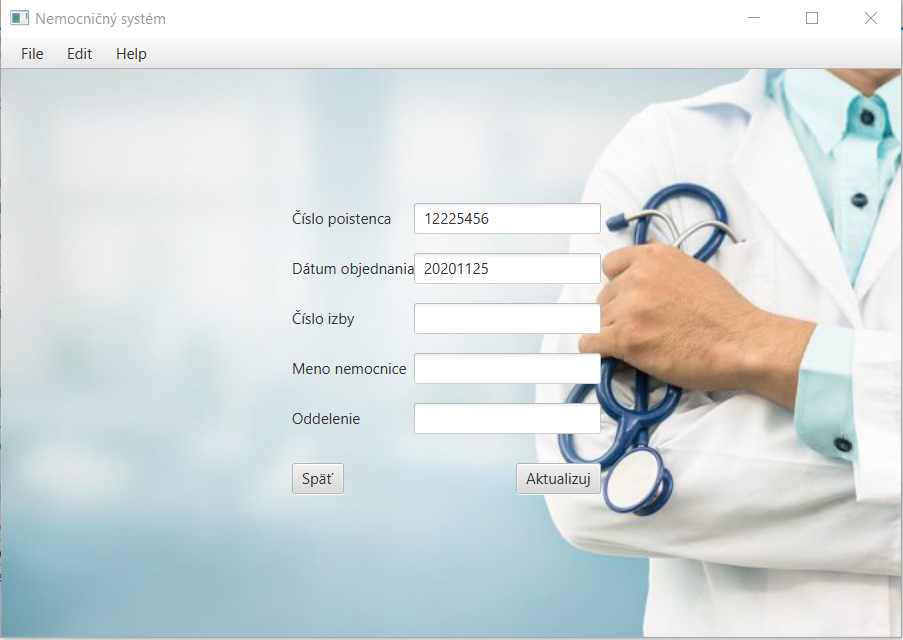 Nemocničný systém
File Edit Help
Číslo poistenca 12225456
Dátum objednania 20201125
Číslo izby
Meno nemocnice
Oddelenie
Späť Aktualizuj